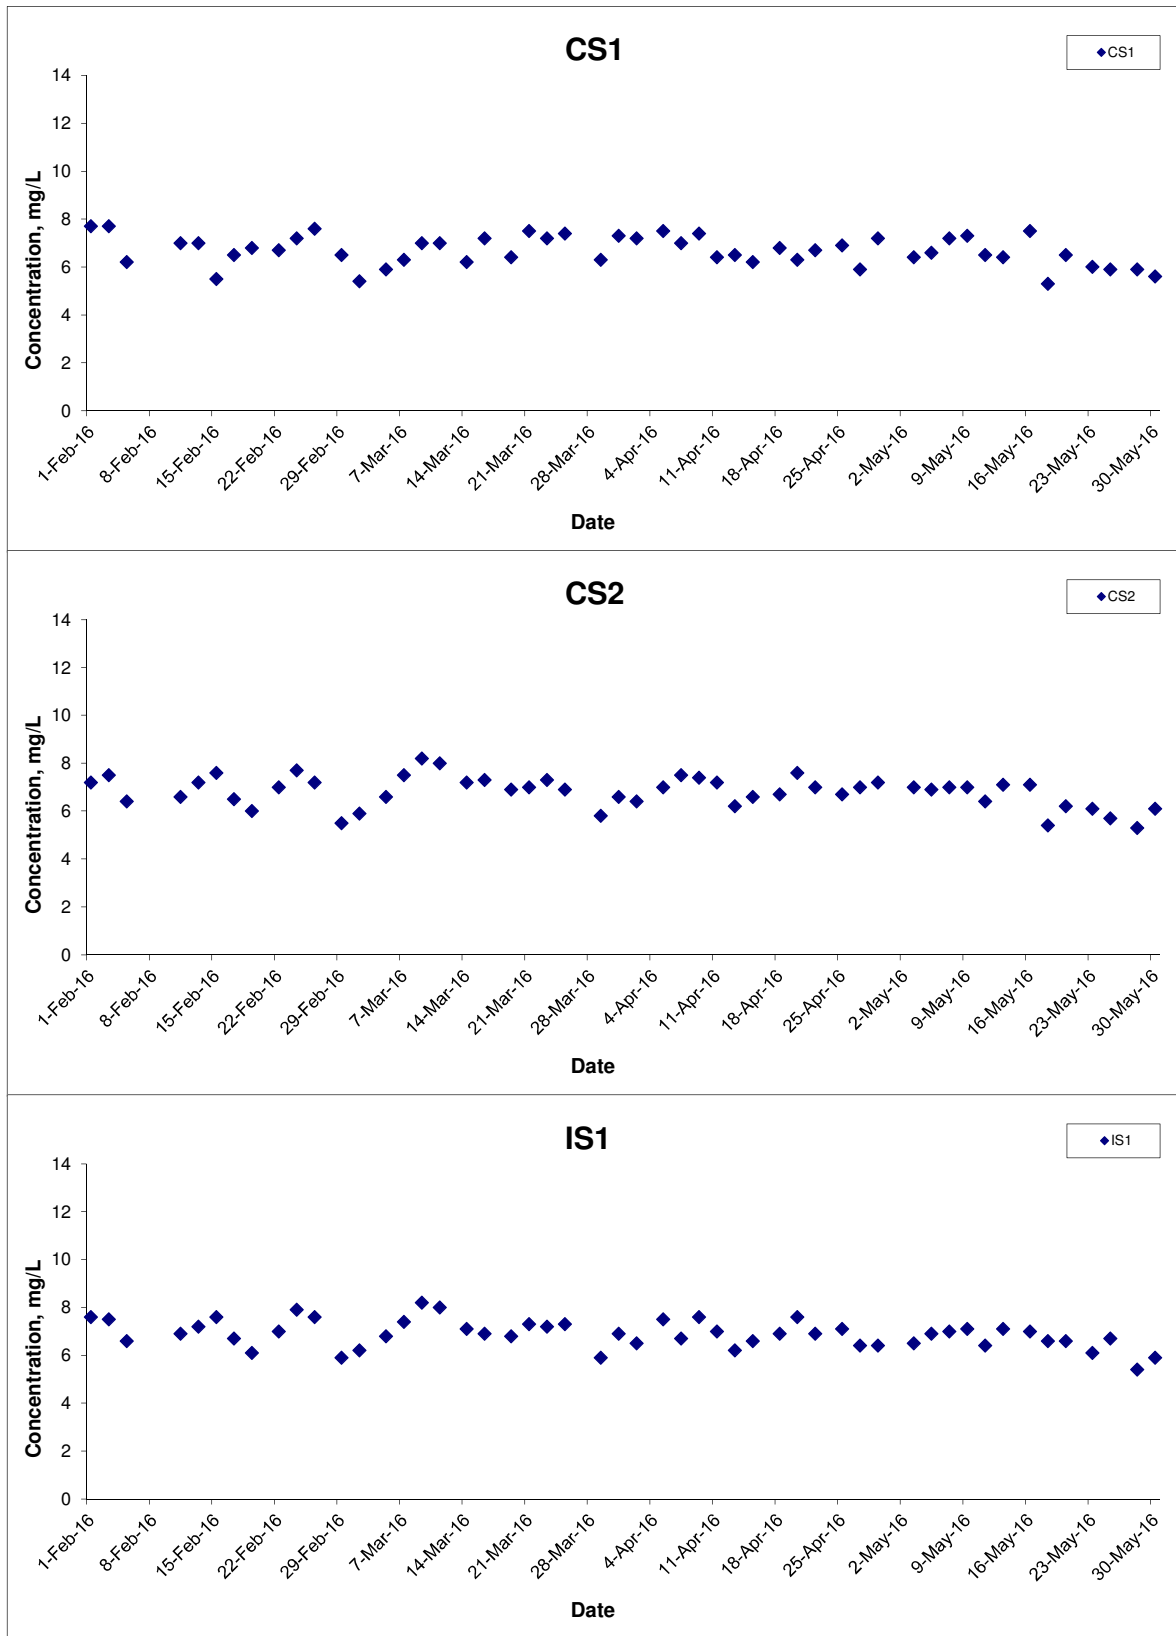 CS1
CS1
14
12
10
8
6
4
2
0
Concentration, mg/L
1-Feb-16
8-Feb-16
15-Feb-16
22-Feb-16
29-Feb-16
7-Mar-16
14-Mar-16
21-Mar-16
28-Mar-16
4-Apr-16
11-Apr-16
18-Apr-16
25-Apr-16
2-May-16
9-May-16
16-May-16
23-May-16
30-May-16
Date
CS2
CS2
14
12
10
8
6
4
2
0
Concentration, mg/L
1-Feb-16
8-Feb-16
15-Feb-16
22-Feb-16
29-Feb-16
7-Mar-16
14-Mar-16
21-Mar-16
28-Mar-16
4-Apr-16
11-Apr-16
18-Apr-16
25-Apr-16
2-May-16
9-May-16
16-May-16
23-May-16
30-May-16
Date
IS1
IS1
14
12
10
8
6
4
2
0
Concentration, mg/L
1-Feb-16
8-Feb-16
15-Feb-16
22-Feb-16
29-Feb-16
7-Mar-16
14-Mar-16
21-Mar-16
28-Mar-16
4-Apr-16
11-Apr-16
18-Apr-16
25-Apr-16
2-May-16
9-May-16
16-May-16
23-May-16
30-May-16
Date